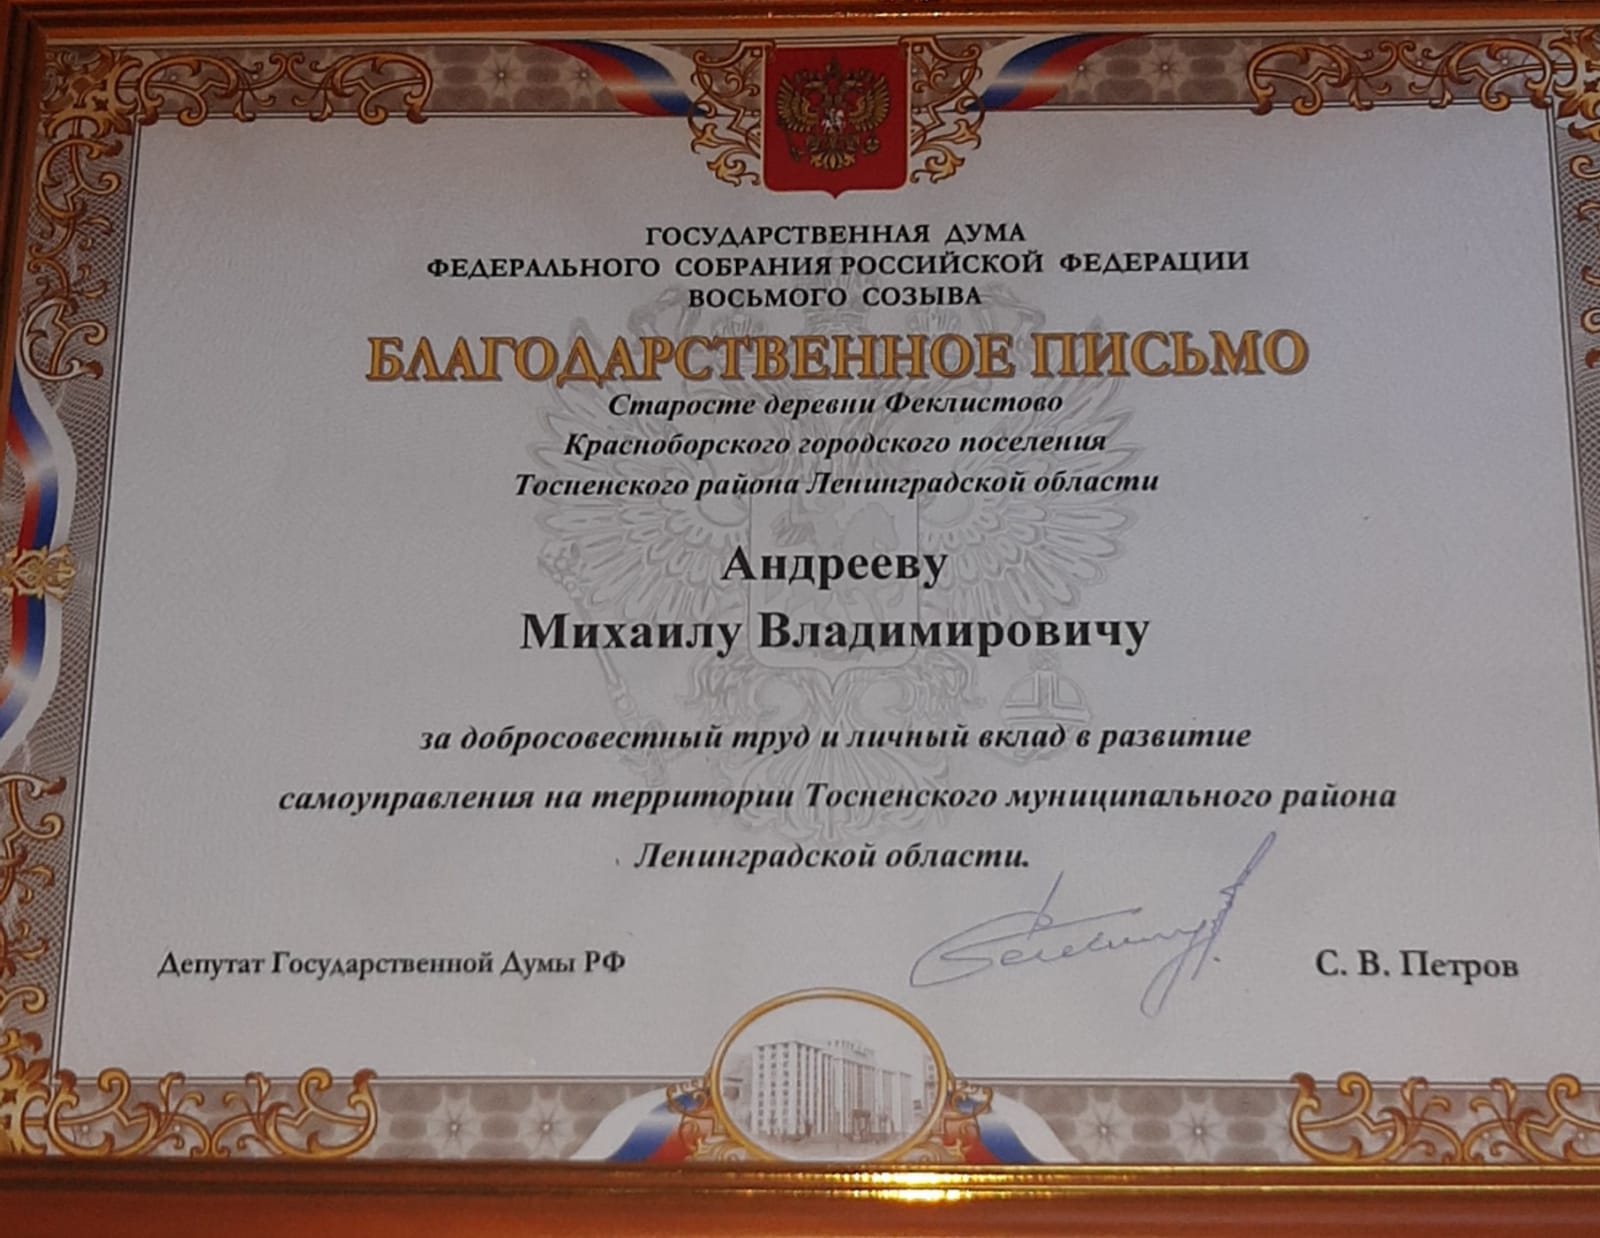 ГОСУДАРСТВЕННАЯ ДУМА
ФЕДЕРАЛЬНОГО СОБРАНИЯ РОССИЙСКОЙ ФЕДЕРАЦИИ
ВОСЬМОГО СОЗЫВА
БЛАГОДАРСТВЕННОЕ ПИСЬМО
Старосте деревни Феклистово
Красноборского городского поселения
Тосненского района Ленинградской области
Андрееву
Михаилу Владимировичу
за добросовестный труд и личный вклад в развитие
самоуправления на территории Тосненского муниципального района
Ленинградской области.
Депутат Государственной Думы РФ С. В. Петров